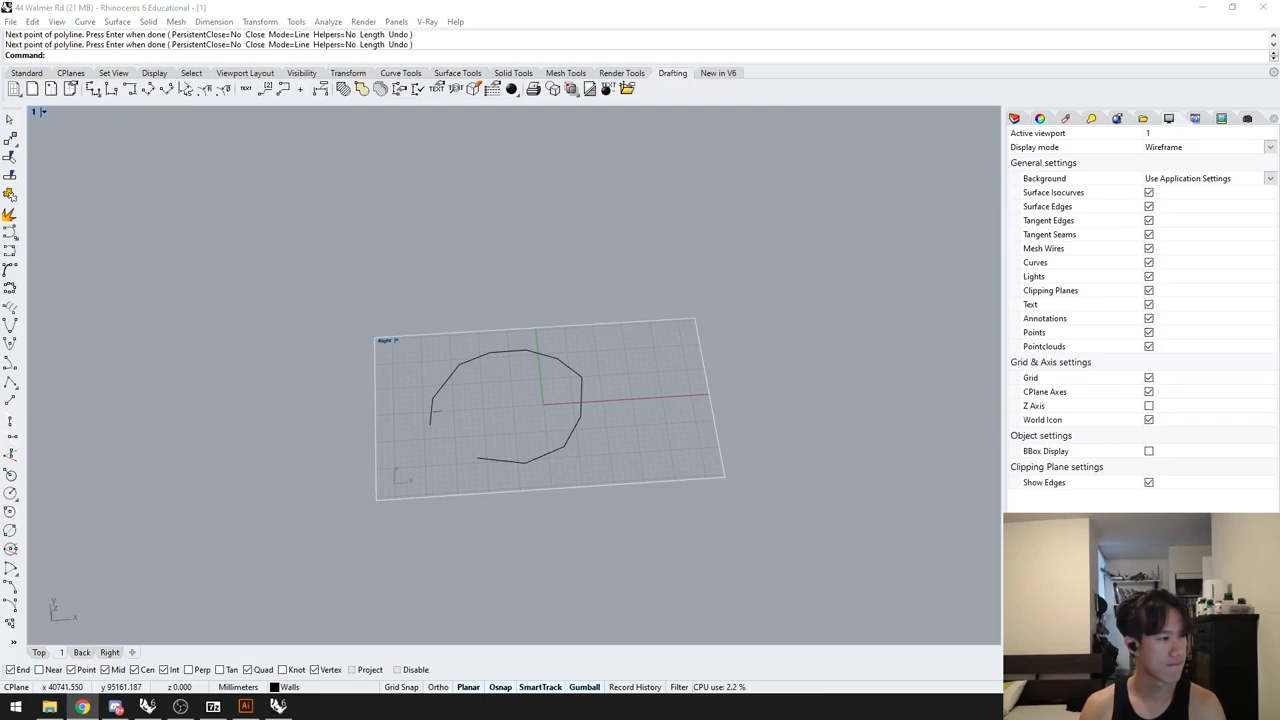 44 Walmer Rd (21 MB) - Rhinoceros 6 Educational - [1]
File Edit View Curve Surface Solid Mesh Dimension Transform Tools Analyze Render Panels V-Ray Help
Next point of polyline. Press Enter when done ( PersistentClose=No Close Mode=Line Helpers=No Length Undo )
Next point of polyline. Press Enter when done ( PersistentClose=No Close Mode=Line Helpers=No Length Undo )
Command:
Standard CPlanes Set View Display Select Viewport Layout Visibility Transform Curve Tools Surface Tools Solid Tools Mesh Tools Render Tools Drafting New in V6
1
Active viewport 1
Display mode Wireframe
General settings
Background Use Application Settings
Surface Isocurves
Surface Edges
Tangent Edges
Tangent Seams
Mesh Wires
Curves
Lights
Clipping Planes
Text
Annotations
Points
Pointclouds
Grid & Axis settings
Grid
CPlane Axes
Z Axis
World Icon
Object settings
BBox Display
Clipping Plane settings
Show Edges
Right
Top 1 Back Right
End Near Point Mid Cen Int Perp Tan Quad Knot Vertex Project Disable
CPlane x 40741.550 y 95161.187 z 0.000 Millimeters Walls Grid Snap Ortho Planar Osnap SmartTrack Gumball Record History Filter CPU use: 2.2 %